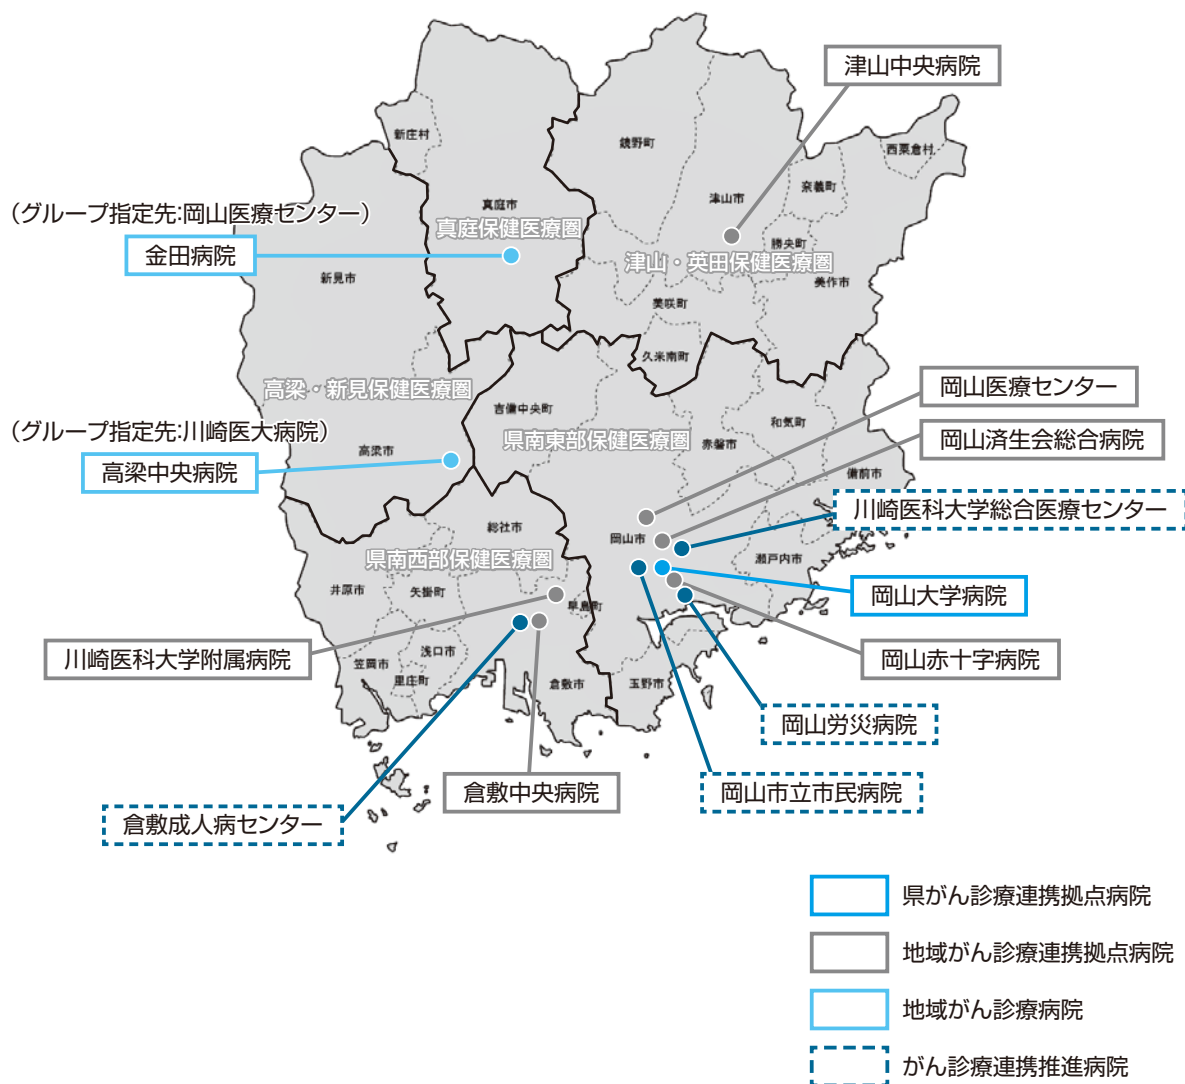 津山中央病院
新庄村
鏡野町
西粟倉村
奈義町
津山市
真庭市
(グループ指定先:岡山医療センター)
真庭保健医療圏
金田病院
勝央町
津山・英田保健医療圏
新見市
美作市
美咲町
久米南町
岡山医療センター
高梁・新見保健医療圏
吉備中央町
和気町
(グループ指定先:川崎医大病院)
県南東部保健医療圏
赤磐市
岡山済生会総合病院
高梁市
高梁中央病院
備前市
川崎医科大学総合医療センター
総社市
岡山市
県南西部保健医療圏
瀬戸内市
井原市
矢掛町
早島町
岡山大学病院
川崎医科大学附属病院
浅口市
笠岡市
里庄町
倉敷市
玉野市
岡山赤十字病院
岡山労災病院
倉敷中央病院
岡山市立市民病院
倉敷成人病センター
県がん診療連携拠点病院
地域がん診療連携拠点病院
地域がん診療病院
がん診療連携推進病院